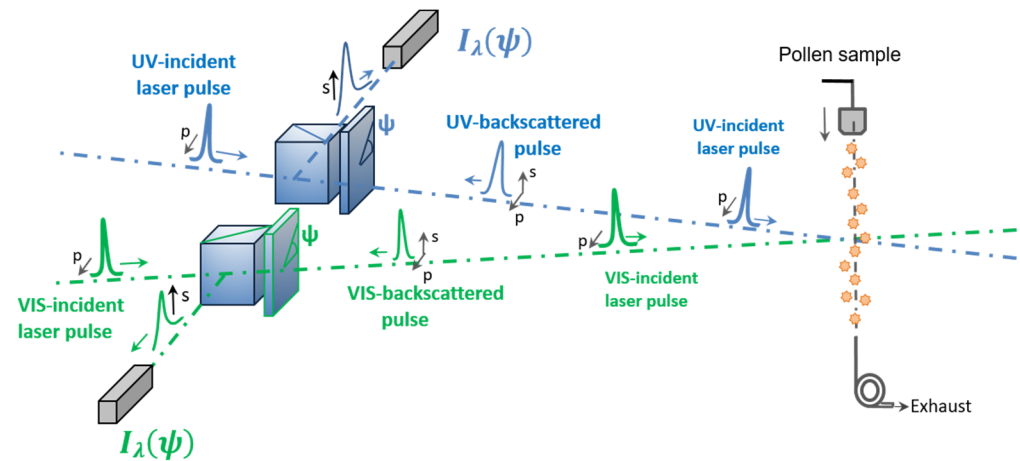 I_λ(ψ)
Pollen sample
UV-incident
laser pulse
s
p
ψ
UV-backscattered
pulse
s
p
UV-incident
laser pulse
p
p
VIS-incident
laser pulse
s
ψ
s
p
VIS-backscattered
pulse
p
VIS-incident
laser pulse
I_λ(ψ)
Exhaust